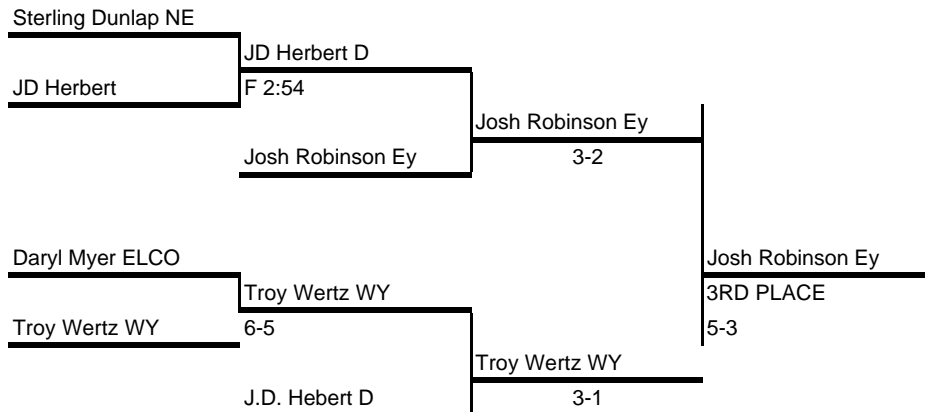 Sterling Dunlap NE
JD Herbert D
JD Herbert
F 2:54
Josh Robinson Ey
Josh Robinson Ey
3-2
Daryl Myer ELCO
Josh Robinson Ey
Troy Wertz WY
3RD PLACE
Troy Wertz WY
6-5
5-3
Troy Wertz WY
J.D. Hebert D
3-1